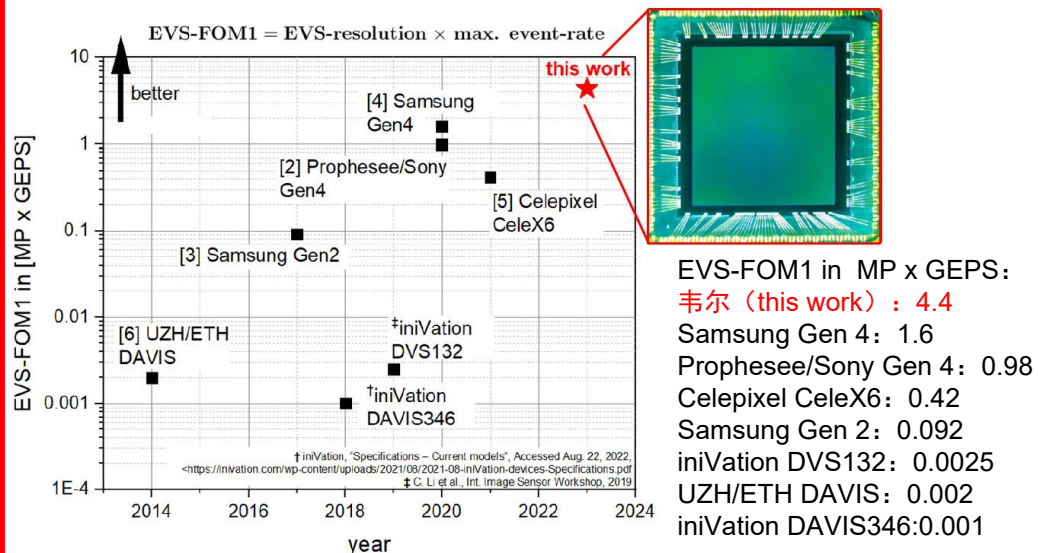 EVS-FOM1 = EVS-resolution × max. event-rate
10
1
0.1
0.01
0.001
1E-4
EVS-FOM1 in [MP x GEPS]
better
this work
[4] Samsung
Gen4
[2] Prophesee/Sony
Gen4
[5] Celepixel
CeleX6
[3] Samsung Gen2
[6] UZH/ETH
DAVIS
‡iniVation
DVS132
†iniVation
DAVIS346
† iniVation, "Specifications – Current models", Accessed Aug. 22, 2022,
<https://inivation.com/wp-content/uploads/2021/08/2021-08-iniVation-devices-Specifications.pdf
‡ C. Li et al., Int. Image Sensor Workshop, 2019
2014 2016 2018 2020 2022 2024
year
EVS-FOM1 in MP x GEPS：
韦尔（this work）：4.4
Samsung Gen 4：1.6
Prophesee/Sony Gen 4：0.98
Celepixel CeleX6：0.42
Samsung Gen 2：0.092
iniVation DVS132：0.0025
UZH/ETH DAVIS：0.002
iniVation DAVIS346:0.001